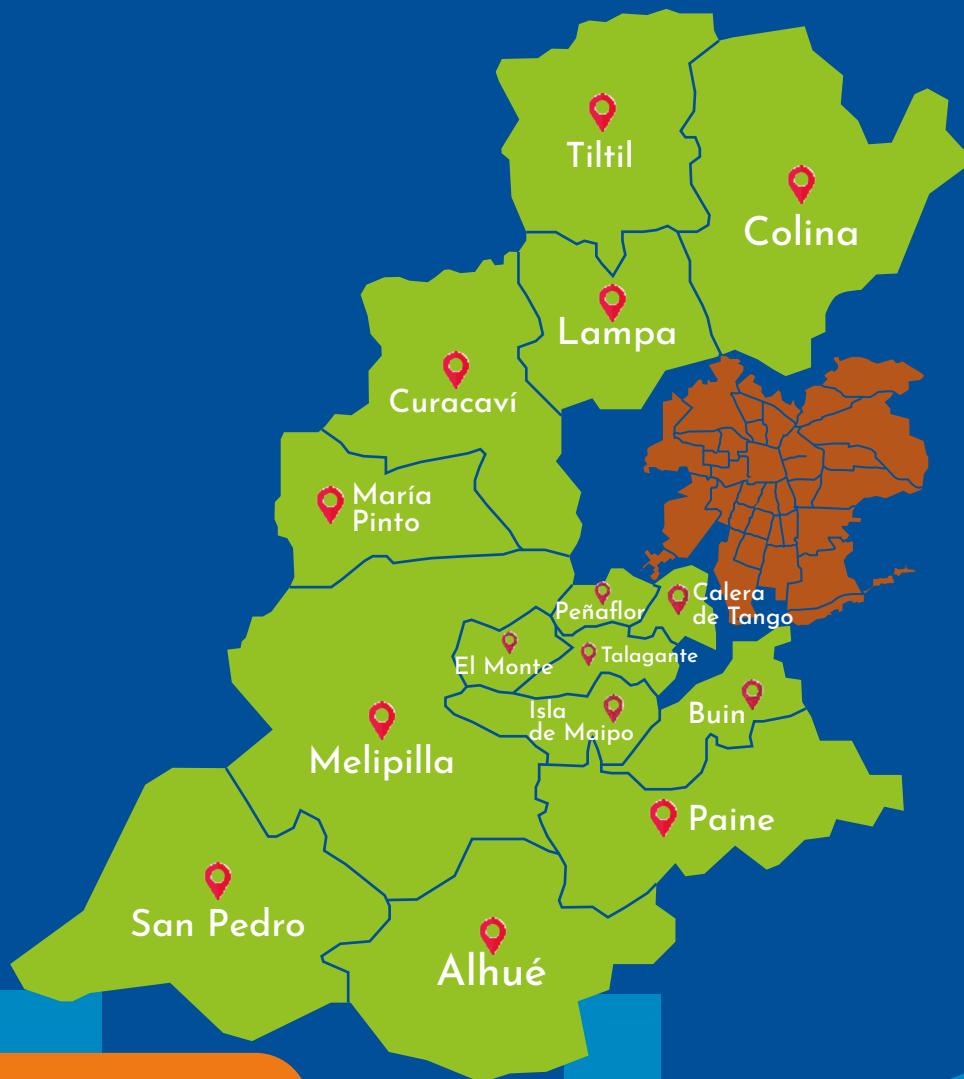 Tiltil
Colina
Lampa
Curacaví
María
Pinto
Peñaflor
Calera
de Tango
El Monte
Talagante
Isla
de Maipo
Buin
Melipilla
Paine
San Pedro
Alhué